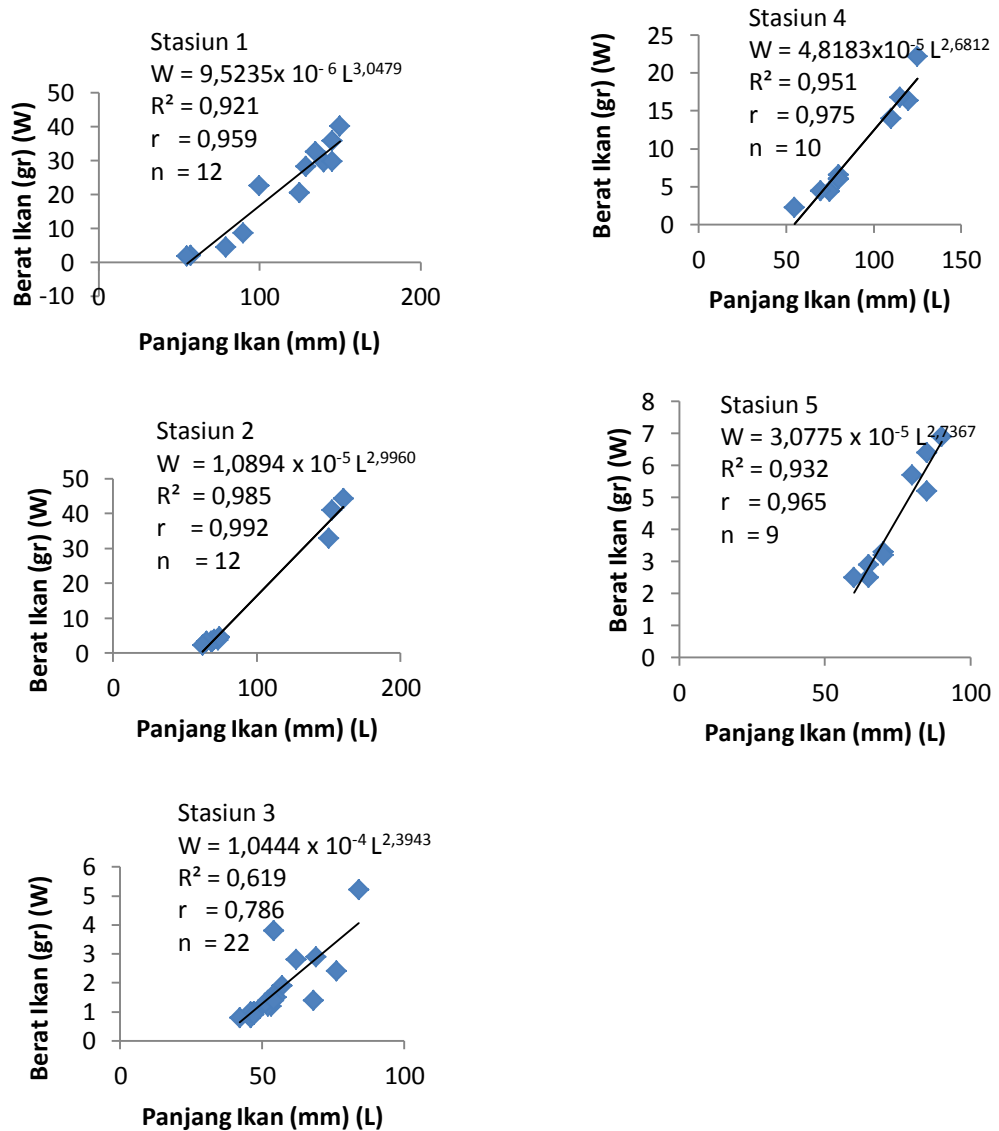 Stasiun 1
W = 9,5235x 10⁻⁶ L³,⁰⁴⁷⁹
R² = 0,921
r = 0,959
n = 12
50
40
30
20
10
0
-10
0
100
200
Berat Ikan (gr) (W)
Panjang Ikan (mm) (L)
Stasiun 4
W = 4,8183x10⁻⁵ L²,⁶⁸¹²
R² = 0,951
r = 0,975
n = 10
25
20
15
10
5
0
0
50
100
150
Berat Ikan (gr) (W)
Panjang Ikan (mm) (L)
Stasiun 2
W = 1,0894 x 10⁻⁵ L²,⁹⁹⁶⁰
R² = 0,985
r = 0,992
n = 12
50
40
30
20
10
0
0
100
200
Berat Ikan (gr) (W)
Panjang Ikan (mm) (L)
Stasiun 5
W = 3,0775 x 10⁻⁵ L²,⁷³⁶⁷
R² = 0,932
r = 0,965
n = 9
8
7
6
5
4
3
2
1
0
0
50
100
Berat Ikan (gr) (W)
Panjang Ikan (mm) (L)
Stasiun 3
W = 1,0444 x 10⁻⁴ L²,³⁹⁴³
R² = 0,619
r = 0,786
n = 22
6
5
4
3
2
1
0
0
50
100
Berat Ikan (gr) (W)
Panjang Ikan (mm) (L)